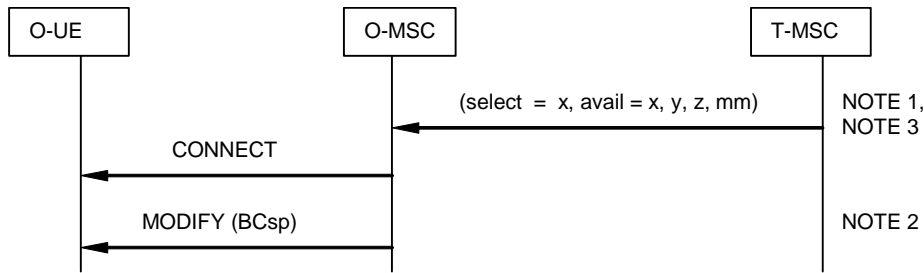 O-UE
O-MSC
T-MSC
(select = x, avail = x, y, z, mm)
NOTE 1,
NOTE 3
CONNECT
MODIFY (BCsp)
NOTE 2